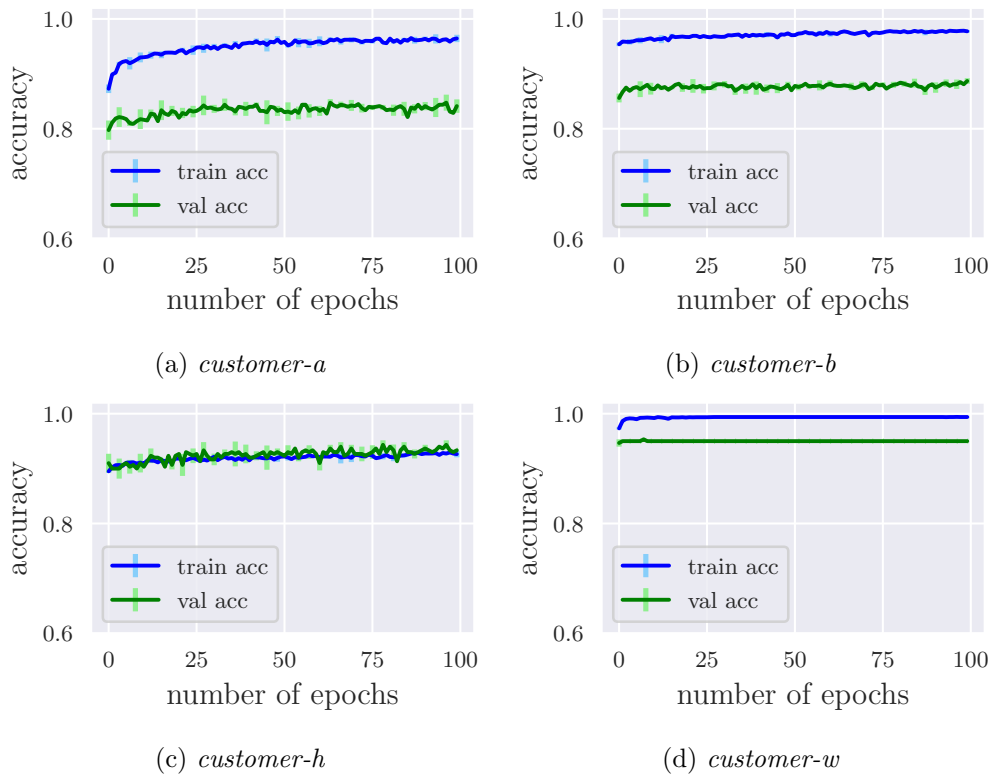 1.0
0.8
0.6
accuracy
train acc
val acc
0 25 50 75 100
number of epochs
(a) customer-a
1.0
0.8
0.6
accuracy
train acc
val acc
0 25 50 75 100
number of epochs
(b) customer-b
1.0
0.8
0.6
accuracy
train acc
val acc
0 25 50 75 100
number of epochs
(c) customer-h
1.0
0.8
0.6
accuracy
train acc
val acc
0 25 50 75 100
number of epochs
(d) customer-w